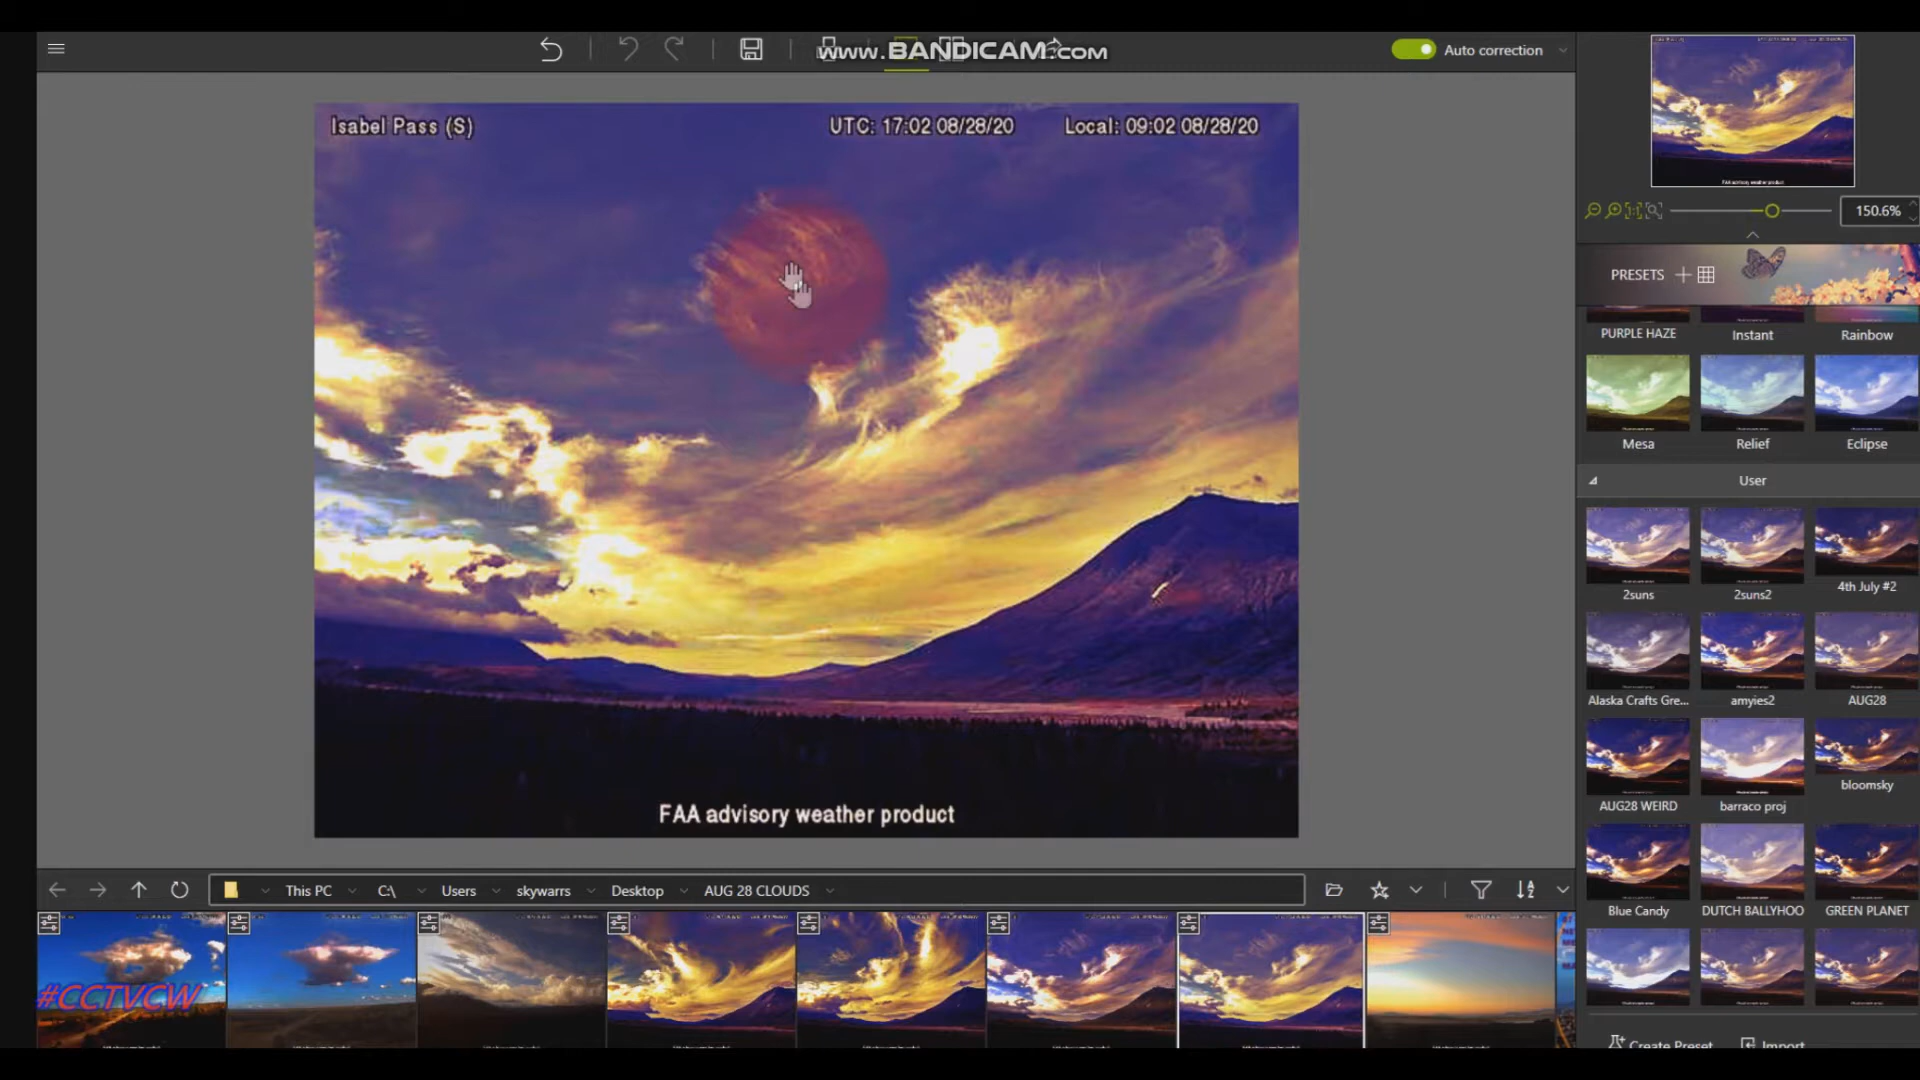 www.BANDICAM.com
Auto correction
Isabel Pass (S)
UTC: 17:02 08/28/20
Local: 09:02 08/28/20
150.6%
PRESETS
PURPLE HAZE
Instant
Rainbow
Mesa
Relief
Eclipse
User
2suns
2suns2
4th July #2
Alaska Crafts Gre...
amyies2
AUG28
AUG28 WEIRD
barraco proj
bloomsky
Blue Candy
DUTCH BALLYHOO
GREEN PLANET
FAA advisory weather product
This PC
C:\
Users
skywarrs
Desktop
AUG 28 CLOUDS
#CCTVCW
Create Preset
Import